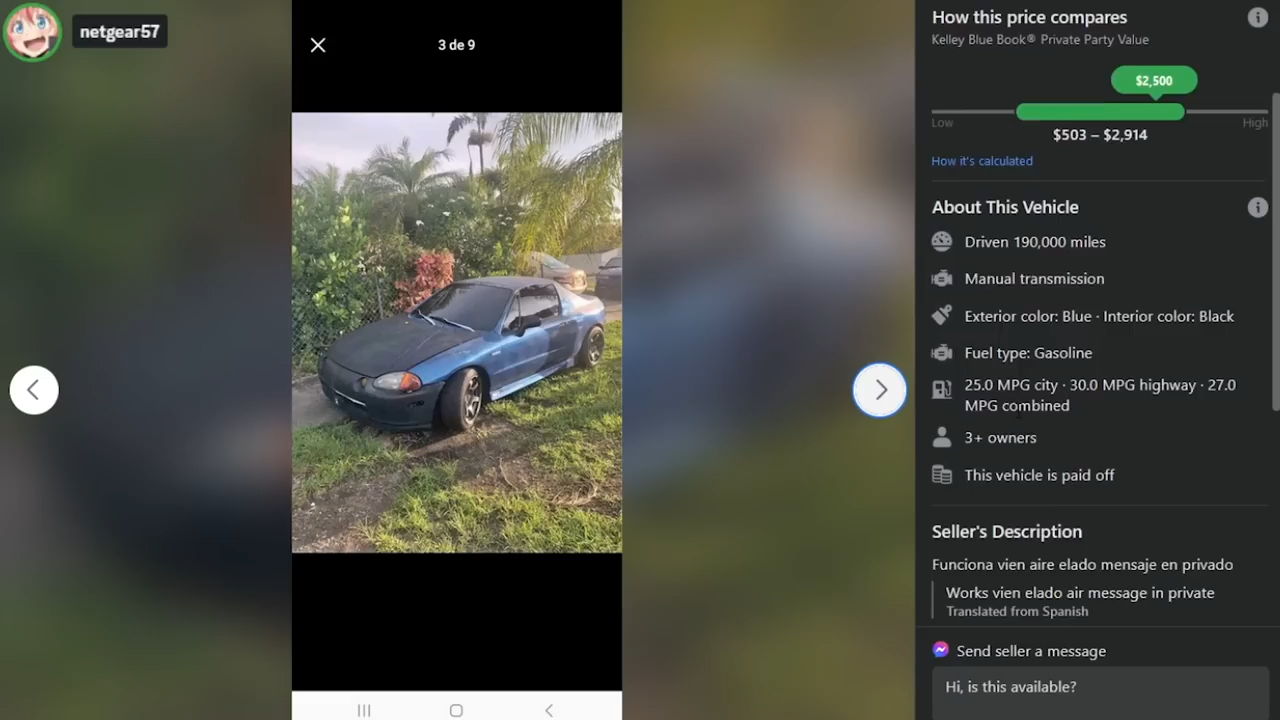 netgear57
3 de 9
How this price compares
Kelley Blue Book® Private Party Value
$2,500
Low
High
$503 – $2,914
How it's calculated
About This Vehicle
Driven 190,000 miles
Manual transmission
Exterior color: Blue · Interior color: Black
Fuel type: Gasoline
25.0 MPG city · 30.0 MPG highway · 27.0
MPG combined
3+ owners
This vehicle is paid off
Seller's Description
Funciona vien aire elado mensaje en privado
Works vien elado air message in private
Translated from Spanish
Send seller a message
Hi, is this available?